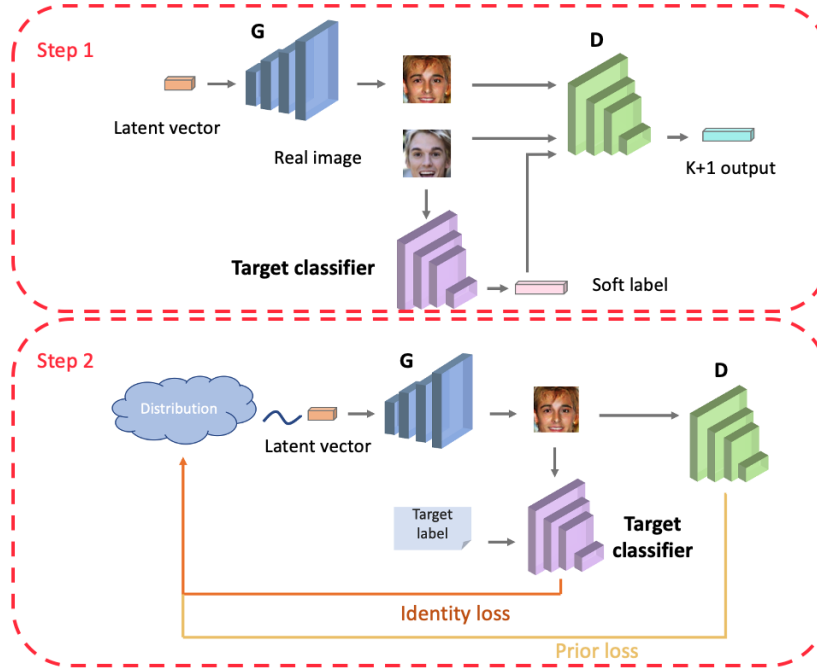 Step 1
G
D
Latent vector
Real image
K+1 output
Target classifier
Soft label
Step 2
G
D
Distribution
Latent vector
Target
label
Target
classifier
Identity loss
Prior loss